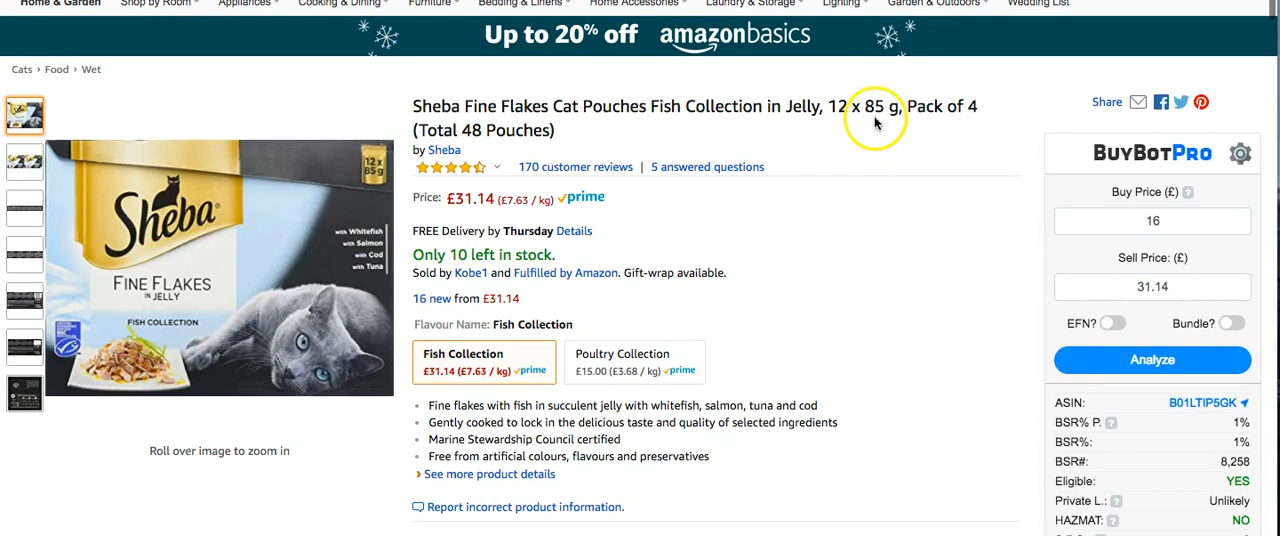 Home & Garden Shop by Room Appliances Cooking & Dining Furniture Bedding & Linens Home Accessories Laundry & Storage Lighting Garden & Outdoors Wedding List
Up to 20% off amazonbasics
Cats › Food › Wet
Sheba Fine Flakes Cat Pouches Fish Collection in Jelly, 12 x 85 g, Pack of 4
(Total 48 Pouches)
by Sheba
170 customer reviews | 5 answered questions
Price: £31.14 (£7.63 / kg) prime
FREE Delivery by Thursday Details
Only 10 left in stock.
Sold by Kobe1 and Fulfilled by Amazon. Gift-wrap available.
16 new from £31.14
Flavour Name: Fish Collection
Fish Collection
£31.14 (£7.63 / kg) prime
Poultry Collection
£15.00 (£3.68 / kg) prime
Fine flakes with fish in succulent jelly with whitefish, salmon, tuna and cod
Gently cooked to lock in the delicious taste and quality of selected ingredients
Marine Stewardship Council certified
Free from artificial colours, flavours and preservatives
› See more product details
Report incorrect product information.
12x
85g
Sheba
with Whitefish
with Salmon
with Cod
with Tuna
FINE FLAKES
IN JELLY
FISH COLLECTION
Roll over image to zoom in
Share
BUYBOTPRO
Buy Price (£) ?
16
Sell Price: (£)
31.14
EFN? Bundle?
Analyze
ASIN: B01LTIP5GK
BSR% P. ? 1%
BSR%: 1%
BSR#: 8,258
Eligible: YES
Private L.: ? Unlikely
HAZMAT: ? NO